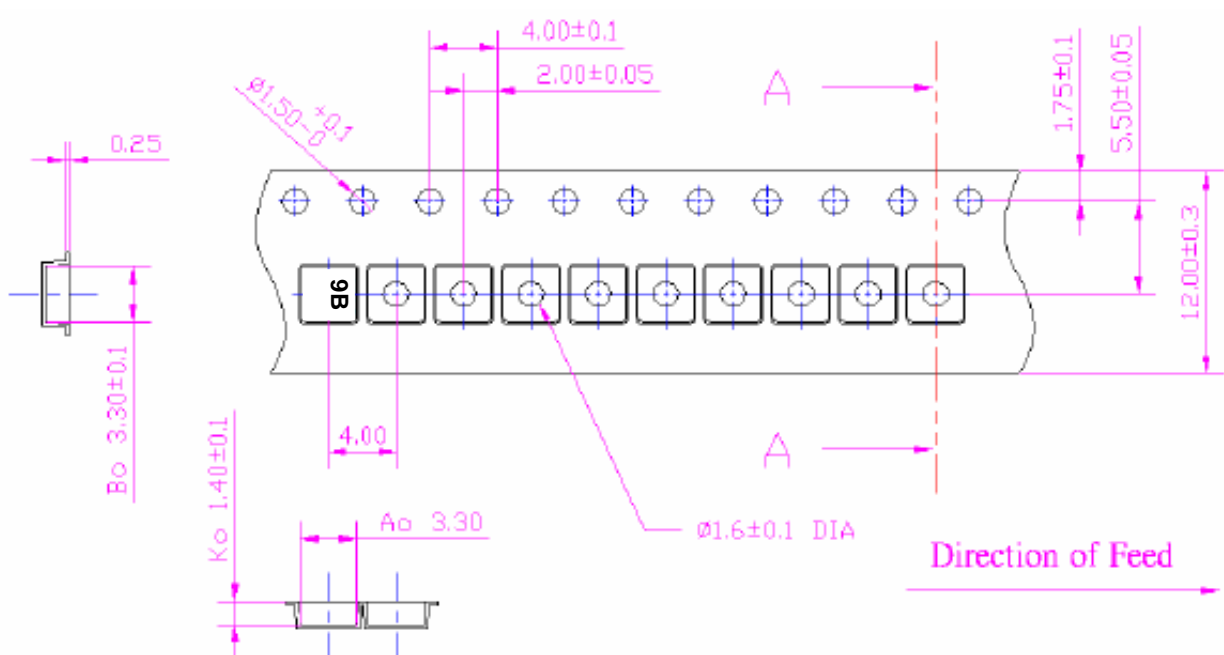 4.00±0.1
2.00±0.05
Ø1.50 +0.1
-0
0.25
A
1.75±0.1
5.50±0.05
12.00±0.3
9B
Bo 3.30±0.1
4.00
A
Ko 1.40±0.1
Ao 3.30
Ø1.6±0.1 DIA
Direction of Feed